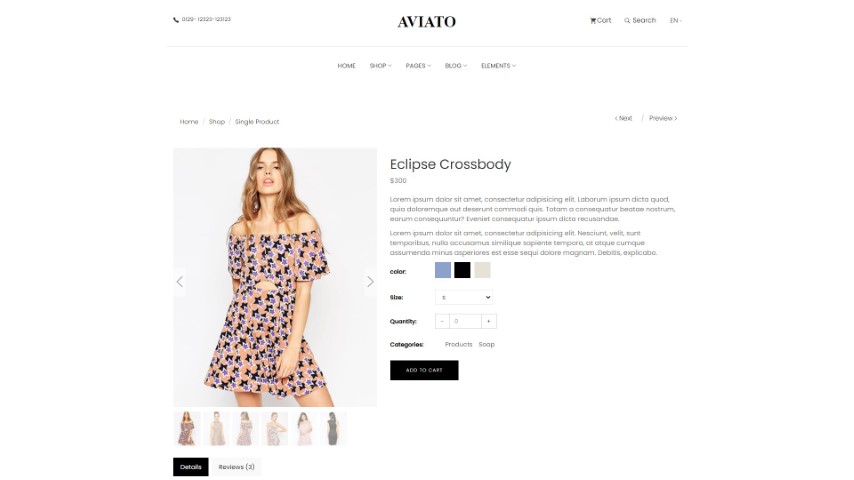 0129- 12323-123123
AVIATO
Cart
Search
EN
HOME
SHOP
PAGES
BLOG
ELEMENTS
Home / Shop / Single Product
Next / Preview
Eclipse Crossbody
$300
Lorem ipsum dolor sit amet, consectetur adipisicing elit. Laborum ipsum dicta quod,
quia doloremque aut deserunt commodi quis. Totam a consequatur beatae nostrum,
earum consequuntur? Eveniet consequatur ipsum dicta recusandae.
Lorem ipsum dolor sit amet, consectetur adipisicing elit. Nesciunt, velit, sunt
temporibus, nulla accusamus similique sapiente tempora, at atque cumque
assumenda minus asperiores est esse sequi dolore magnam. Debitis, explicabo.
color:
Size: S
Quantity: - 0 +
Categories: Products Soap
ADD TO CART
Details
Reviews (3)